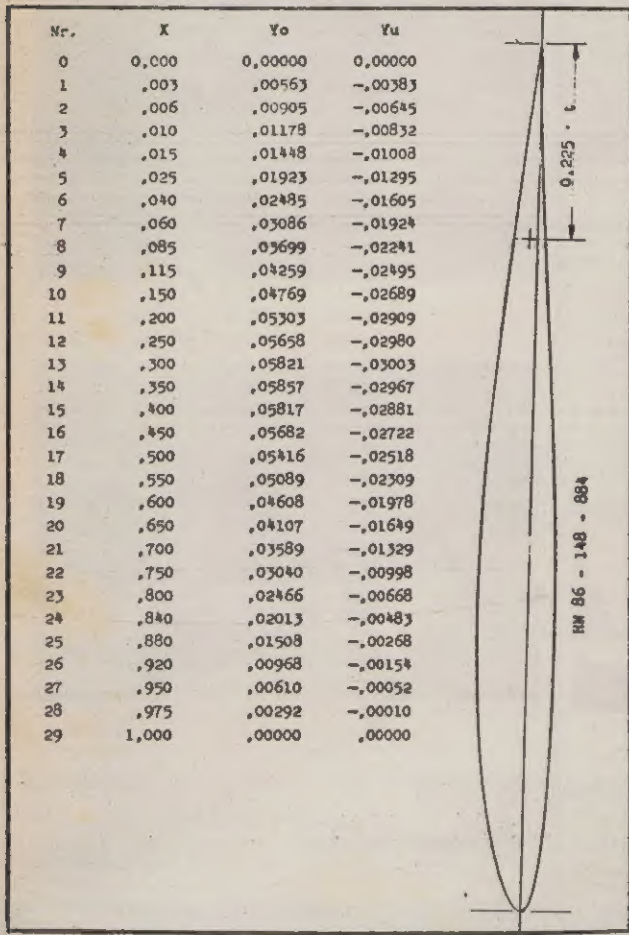 Nr. X Yo Yu
0 0,000 0,00000 0,00000
1 ,003 ,00563 -,00383
2 ,006 ,00905 -,00645
3 ,010 ,01178 -,00832
4 ,015 ,01448 -,01008
5 ,025 ,01923 -,01295
6 ,040 ,02485 -,01605
7 ,060 ,03086 -,01924
8 ,085 ,03699 -,02241
9 ,115 ,04259 -,02495
10 ,150 ,04769 -,02689
11 ,200 ,05303 -,02909
12 ,250 ,05658 -,02980
13 ,300 ,05821 -,03003
14 ,350 ,05857 -,02967
15 ,400 ,05817 -,02881
16 ,450 ,05682 -,02722
17 ,500 ,05416 -,02518
18 ,550 ,05089 -,02309
19 ,600 ,04608 -,01978
20 ,650 ,04107 -,01649
21 ,700 ,03589 -,01329
22 ,750 ,03040 -,00998
23 ,800 ,02466 -,00668
24 ,840 ,02013 -,00483
25 ,880 ,01508 -,00268
26 ,920 ,00968 -,00154
27 ,950 ,00610 -,00052
28 ,975 ,00292 -,00010
29 1,000 ,00000 ,00000
0,225 · t
HM 86 - 148 - 884